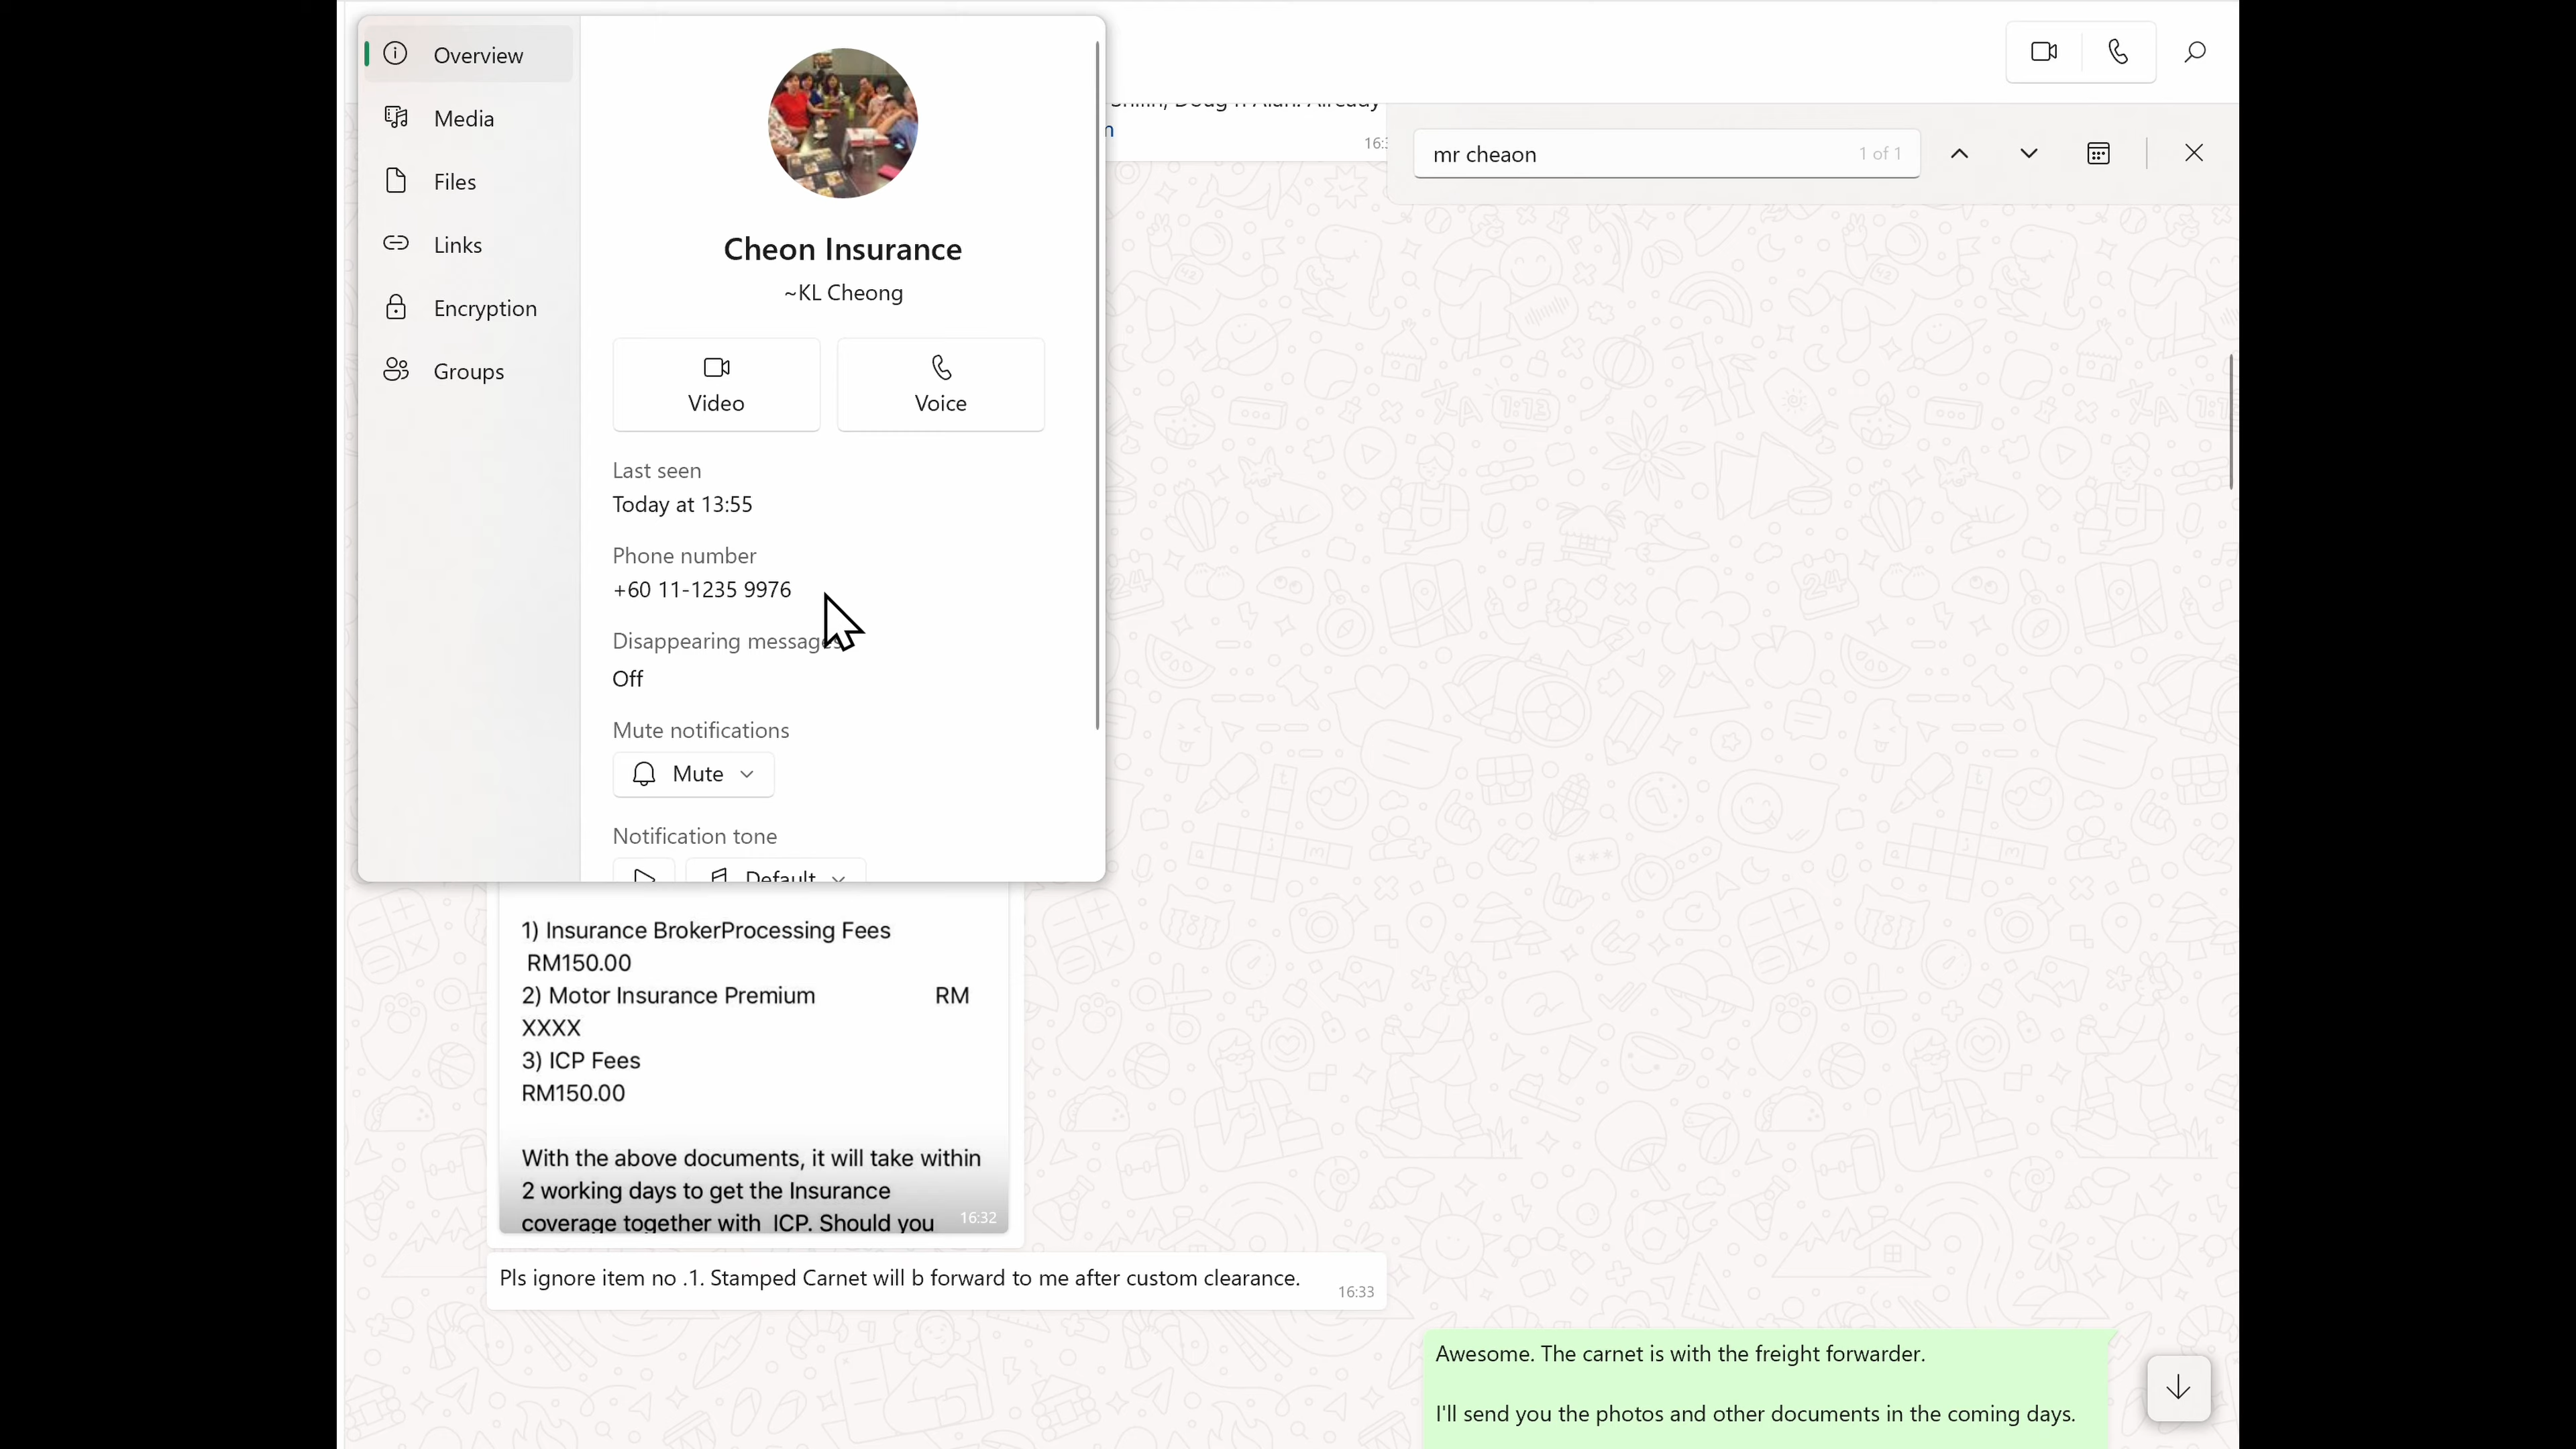 Overview
Media
Files
Links
Encryption
Groups
Cheon Insurance
~KL Cheong
Video
Voice
Last seen
Today at 13:55
Phone number
+60 11-1235 9976
Disappearing messages
Off
Mute notifications
Mute
Notification tone
Default
Already
mr cheaon
1 of 1
1) Insurance BrokerProcessing Fees
RM150.00
2) Motor Insurance Premium RM
XXXX
3) ICP Fees
RM150.00
With the above documents, it will take within
2 working days to get the Insurance
coverage together with ICP. Should you
16:32
Pls ignore item no .1. Stamped Carnet will b forward to me after custom clearance.
16:33
Awesome. The carnet is with the freight forwarder.
I'll send you the photos and other documents in the coming days.